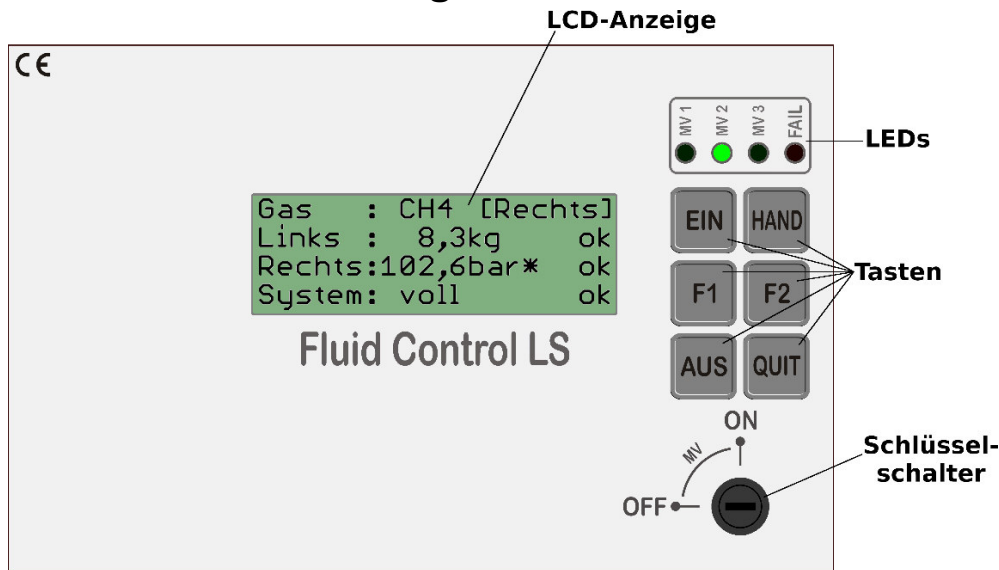 LCD-Anzeige
CE
MV 1 MV 2 MV 3 FAIL
LEDs
Gas : CH4 [Rechts]
Links : 8,3kg ok
Rechts:102,6bar* ok
System: voll ok
EIN HAND
Tasten
F1 F2
Fluid Control LS
AUS QUIT
ON
MV
Schlüssel-
schalter
OFF